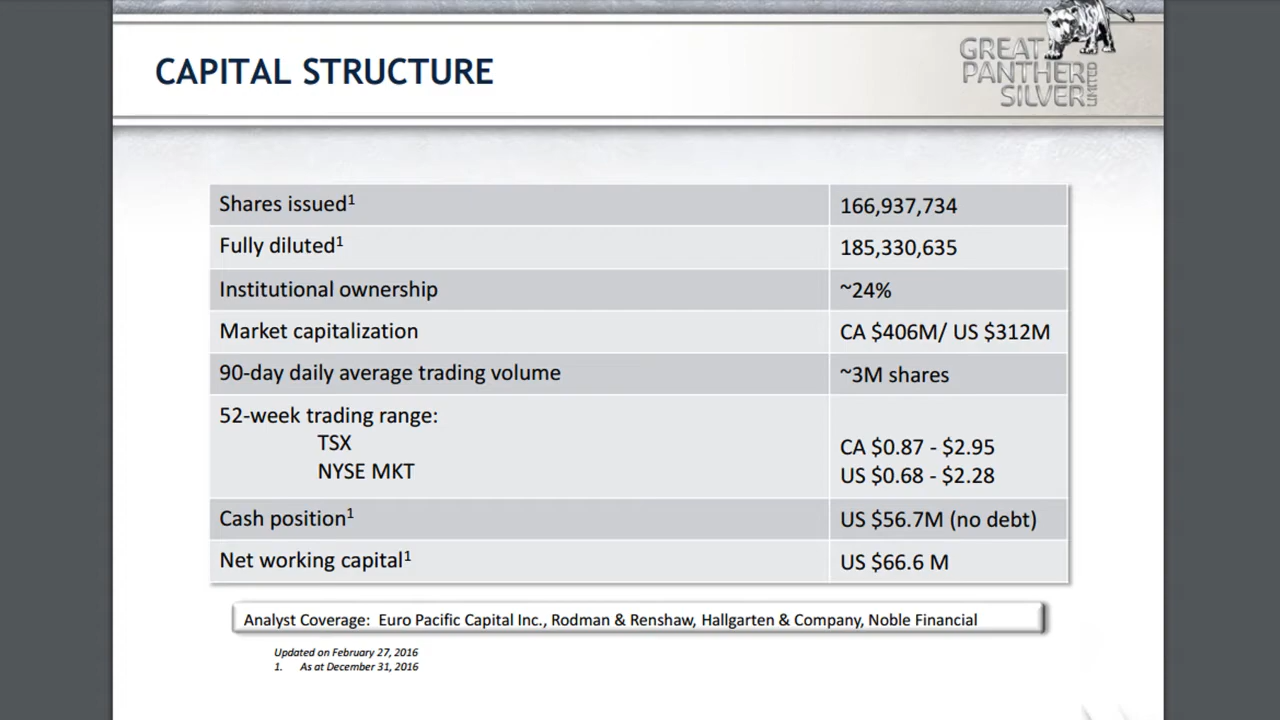 CAPITAL STRUCTURE
GREAT
PANTHER
SILVER LIMITED
Shares issued1 166,937,734
Fully diluted1 185,330,635
Institutional ownership ~24%
Market capitalization CA $406M/ US $312M
90-day daily average trading volume ~3M shares
52-week trading range:
TSX CA $0.87 - $2.95
NYSE MKT US $0.68 - $2.28
Cash position1 US $56.7M (no debt)
Net working capital1 US $66.6 M
Analyst Coverage: Euro Pacific Capital Inc., Rodman & Renshaw, Hallgarten & Company, Noble Financial
Updated on February 27, 2016
1. As at December 31, 2016